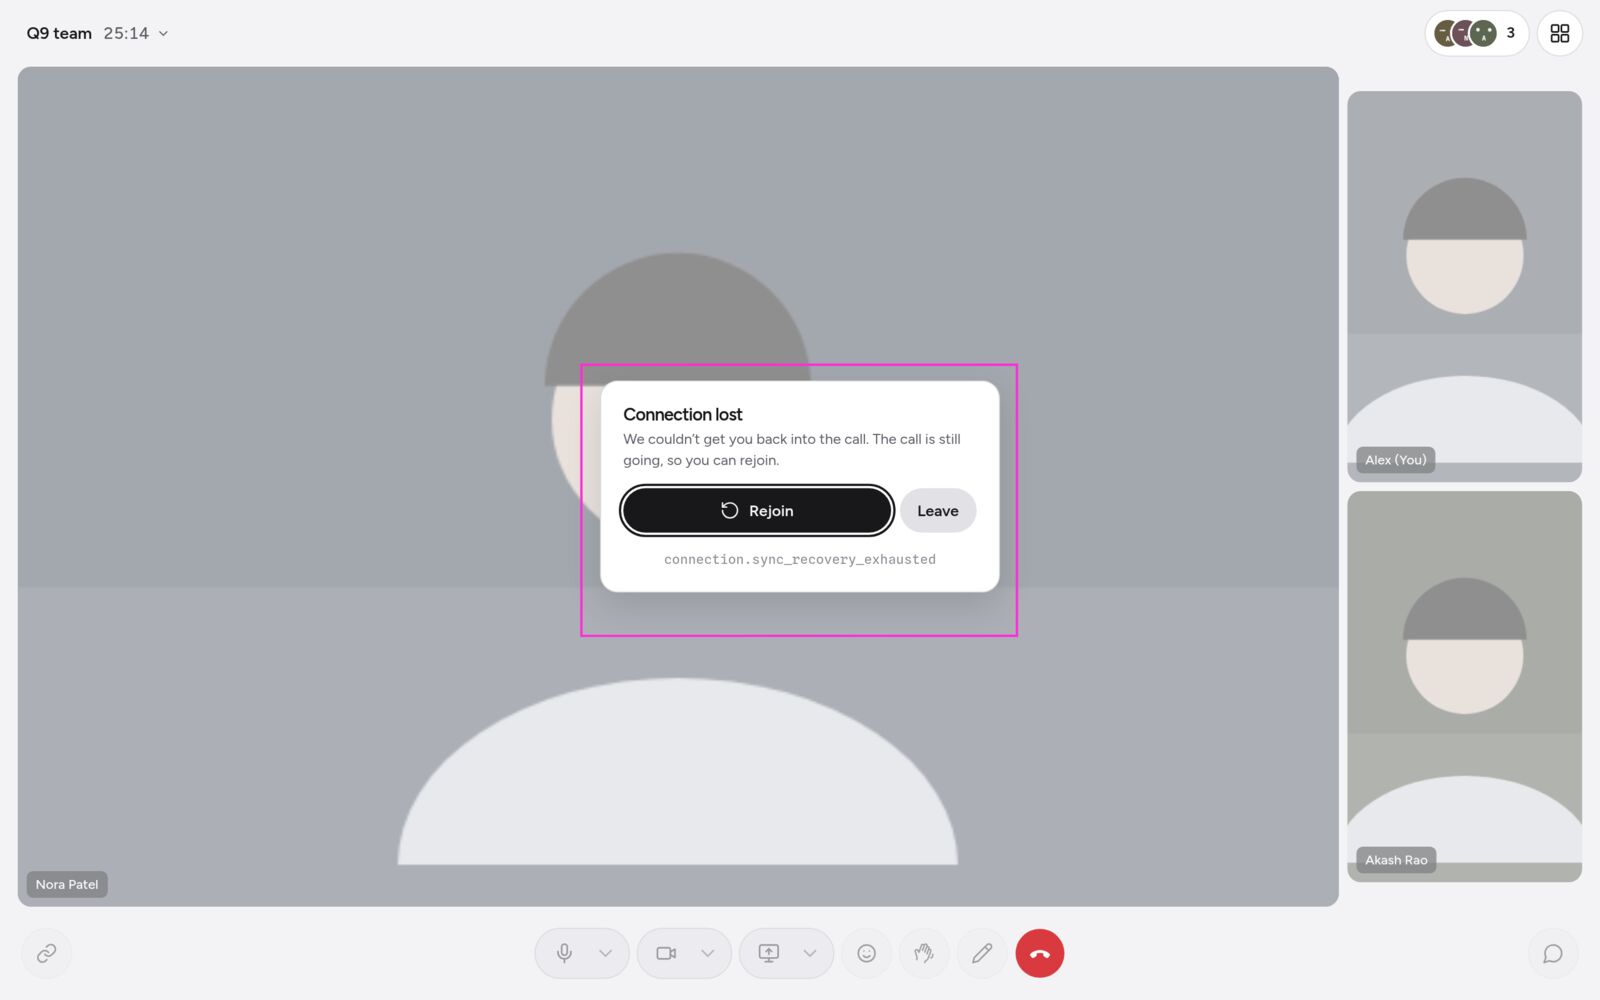 Q9 team 25:14
3
Connection lost
We couldn't get you back into the call. The call is still
going, so you can rejoin.
Rejoin
Leave
connection.sync_recovery_exhausted
Alex (You)
Akash Rao
Nora Patel